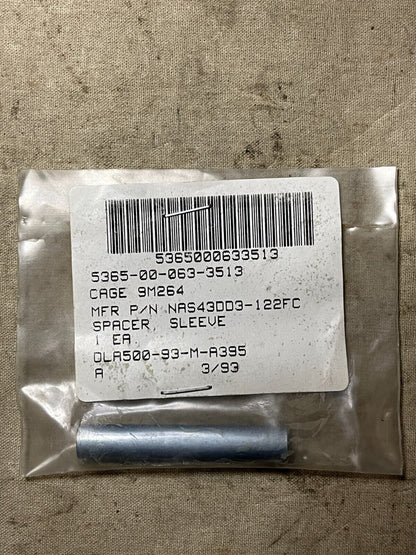 5365000633513
5365-00-063-3513
CAGE 9M264
MFR P/N NAS43DD3-122FC
SPACER, SLEEVE
1 EA.
DLA500-93-M-A395
A 3/93